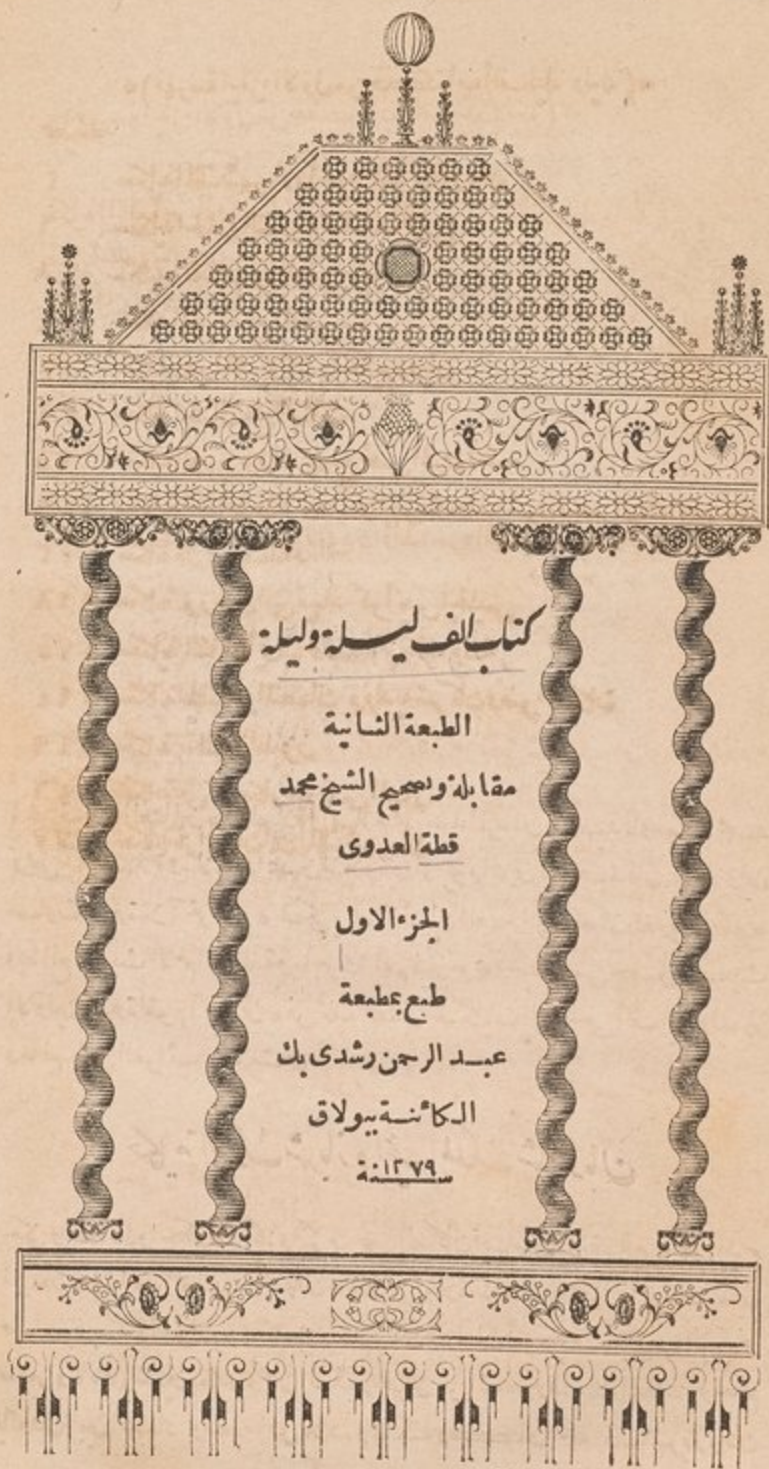 كتاب الف ليلة وليلة
الطبعة الثانية
مقابلة وتصحيح الشيخ محمد
قطة العدوى
الجزء الاول
طبع بمطبعة
عبد الرحمن رشدى بك
الكائنة ببولاق
سنة ١٢٧٩